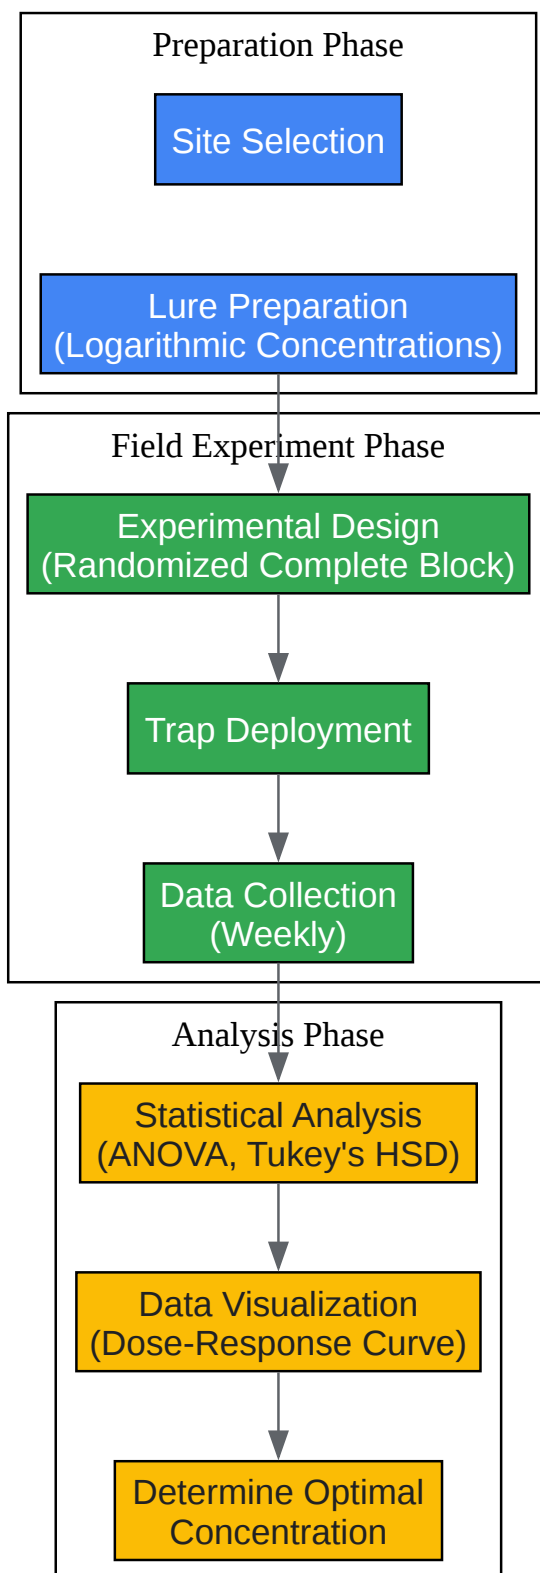 Preparation Phase
Site Selection
Lure Preparation
(Logarithmic Concentrations)
Field Experiment Phase
Experimental Design
(Randomized Complete Block)
Trap Deployment
Data Collection
(Weekly)
Analysis Phase
Statistical Analysis
(ANOVA, Tukey's HSD)
Data Visualization
(Dose-Response Curve)
Determine Optimal
Concentration